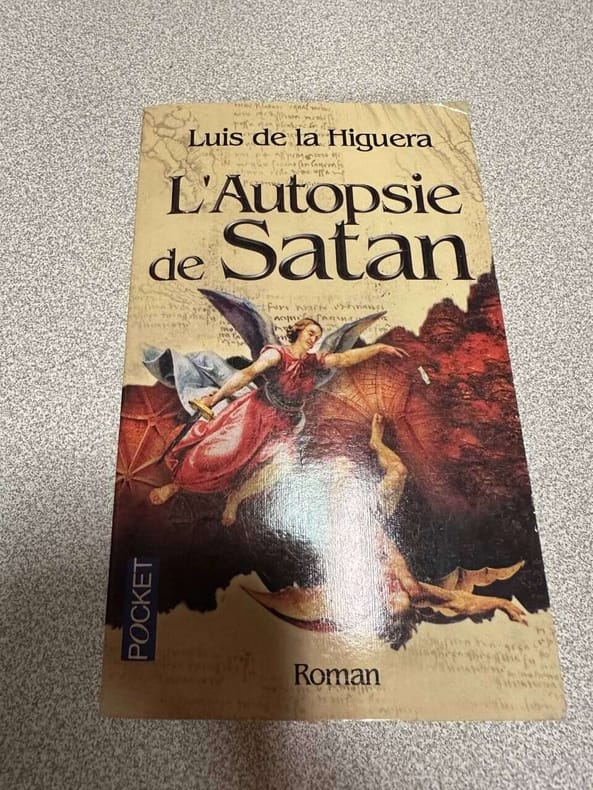 Luis de la Higuera
L'Autopsie
de Satan
POCKET
Roman